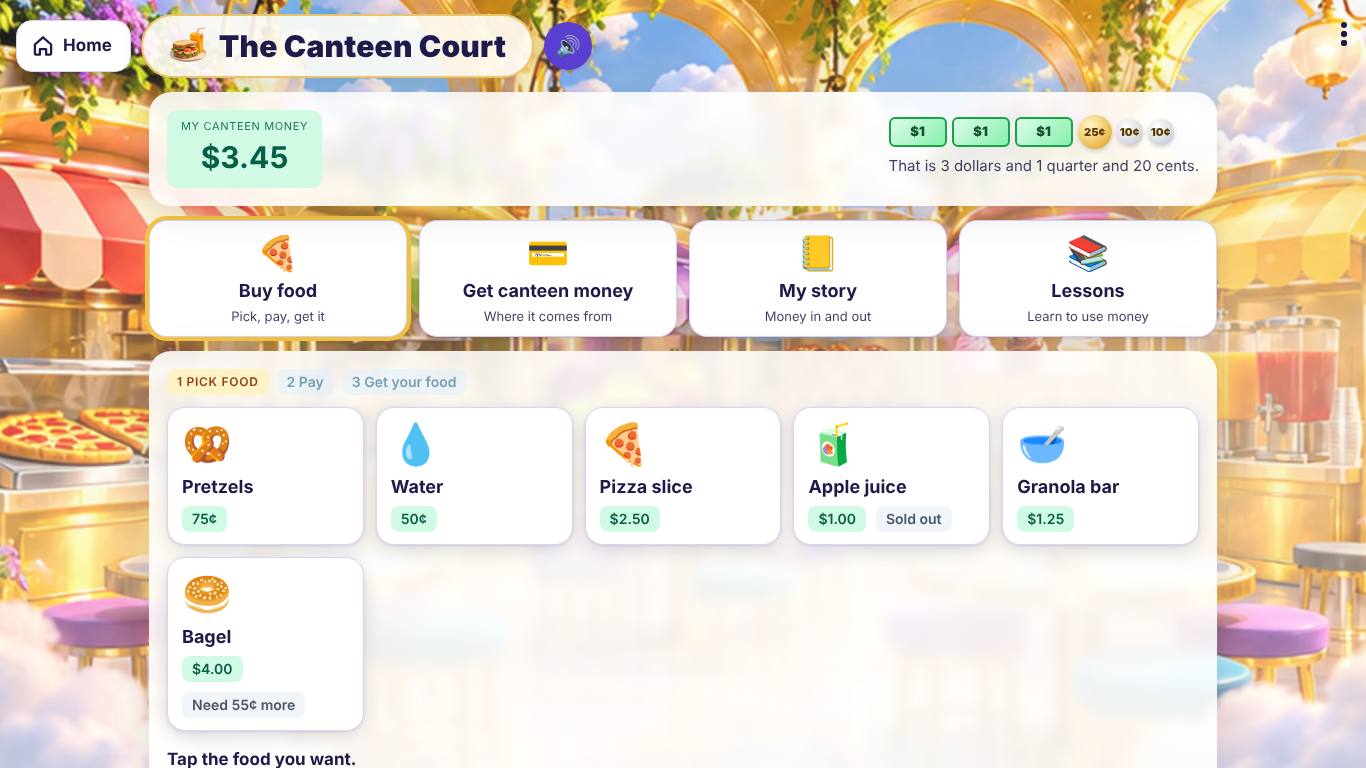 Home
The Canteen Court
MY CANTEEN MONEY
$3.45
$1 $1 $1 25¢ 10¢ 10¢
That is 3 dollars and 1 quarter and 20 cents.
Buy food
Pick, pay, get it
Get canteen money
Where it comes from
My story
Money in and out
Lessons
Learn to use money
1 PICK FOOD 2 Pay 3 Get your food
Pretzels
75¢
Water
50¢
Pizza slice
$2.50
Apple juice
$1.00 Sold out
Granola bar
$1.25
Bagel
$4.00
Need 55¢ more
Tap the food you want.